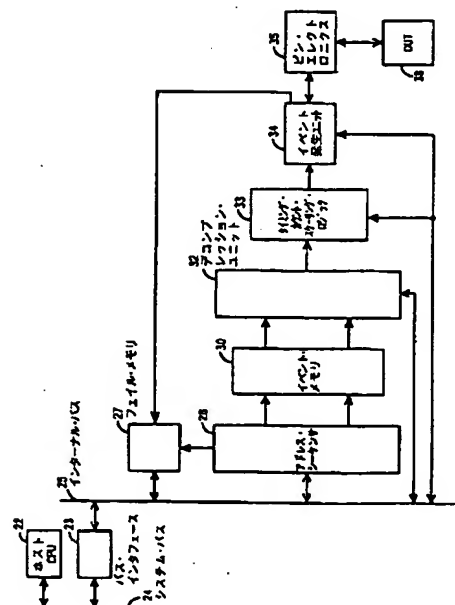 22
ホスト
CPU
23
バス・
インタフェース
24
システム・バス
25
インターナル・バス
27
フェイル・メモリ
28
アドレス・
シーケンサ
30
イベント・
メモリ
32
デコンプ
レッション・
ユニット
33
タイミング・
カウント・
スケーリング・
ロジック
34
イベント
発生ユニット
35
ピン・
エレクト
ロニクス
DUT
38